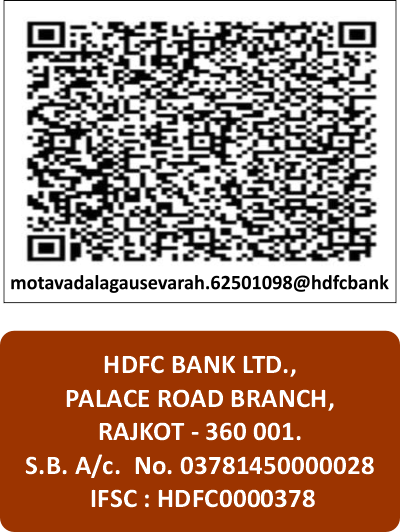 motavadalagausevarah.62501098@hdfcbank
HDFC BANK LTD.,
PALACE ROAD BRANCH,
RAJKOT - 360 001.
S.B. A/c. No. 03781450000028
IFSC : HDFC0000378